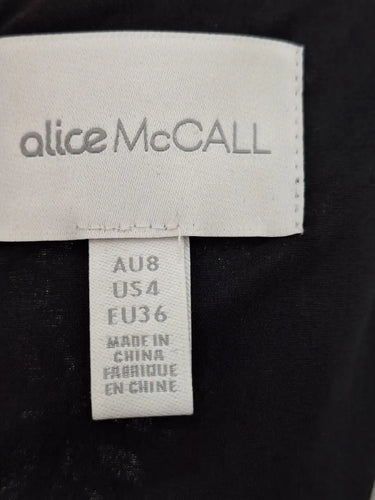 alice McCALL
AU8
US4
EU36
MADE IN
CHINA
FABRIQUE
EN CHINE